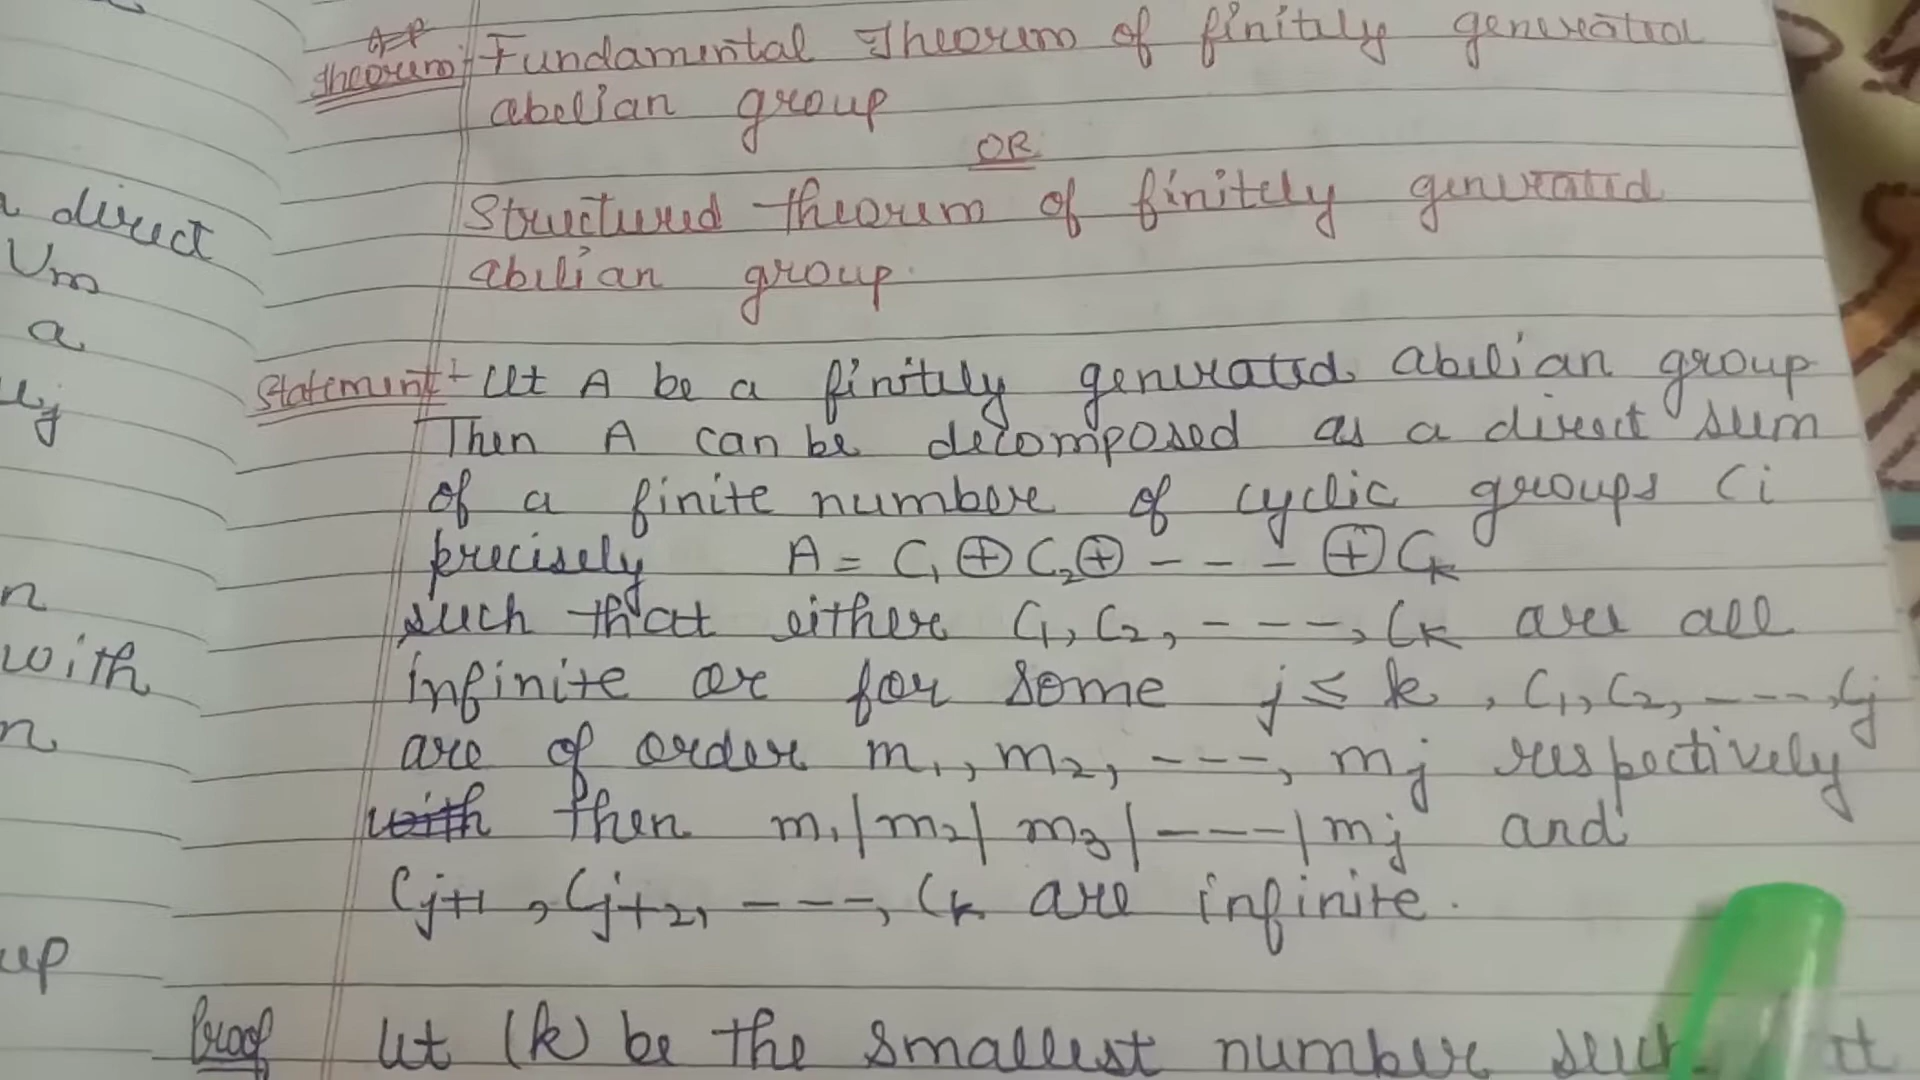 direct
Um
a
n
with
n
up
Theorem:- Fundamental Theorem of finitely generated
abelian group
OR
Structured theorem of finitely generated
abelian group.
Statement:- Let A be a finitely generated abelian group
Then A can be decomposed as a direct sum
of a finite number of cyclic groups Ci
precisely A = C₁ ⊕ C₂ ⊕ - - - ⊕ Cₖ
such that either C₁, C₂, - - -, Cₖ are all
infinite or for some j ≤ k, C₁, C₂, - - -, Cj
are of order m₁, m₂, - - -, mj respectively
with then m₁ | m₂ | m₃ | - - - | mj and
Cj+1, Cj+2, - - -, Cₖ are infinite.
Proof Let (k) be the smallest number such